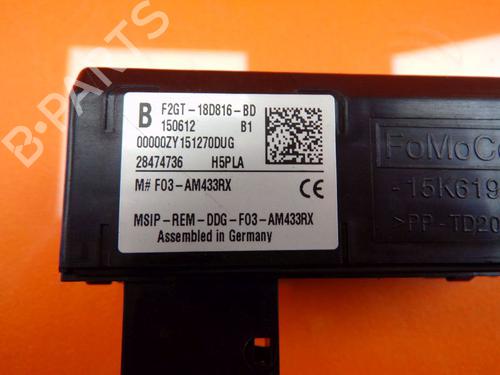 B F2GT-18D816-BD
150612 B1
00000ZY151270DUG
28474736 H5PLA
M# F03-AM433RX
CE
MSIP-REM-DDG-F03-AM433RX
Assembled in Germany
FoMoCo
-15K619
>PP-TD20
B-PARTS